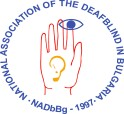 NATIONAL ASSOCIATION OF THE DEAFBLIND IN BULGARIA
·NADbBg - 1997·